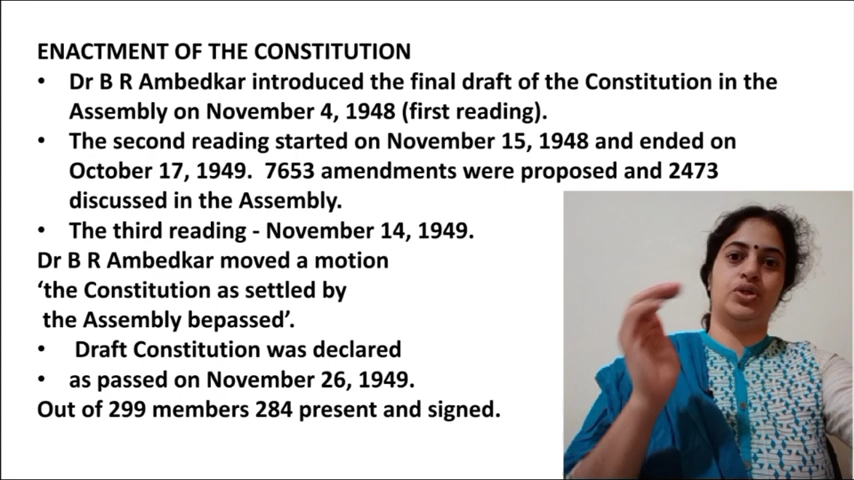 ENACTMENT OF THE CONSTITUTION
• Dr B R Ambedkar introduced the final draft of the Constitution in the
Assembly on November 4, 1948 (first reading).
• The second reading started on November 15, 1948 and ended on
October 17, 1949. 7653 amendments were proposed and 2473
discussed in the Assembly.
• The third reading - November 14, 1949.
Dr B R Ambedkar moved a motion
‘the Constitution as settled by
the Assembly bepassed’.
• Draft Constitution was declared
• as passed on November 26, 1949.
Out of 299 members 284 present and signed.